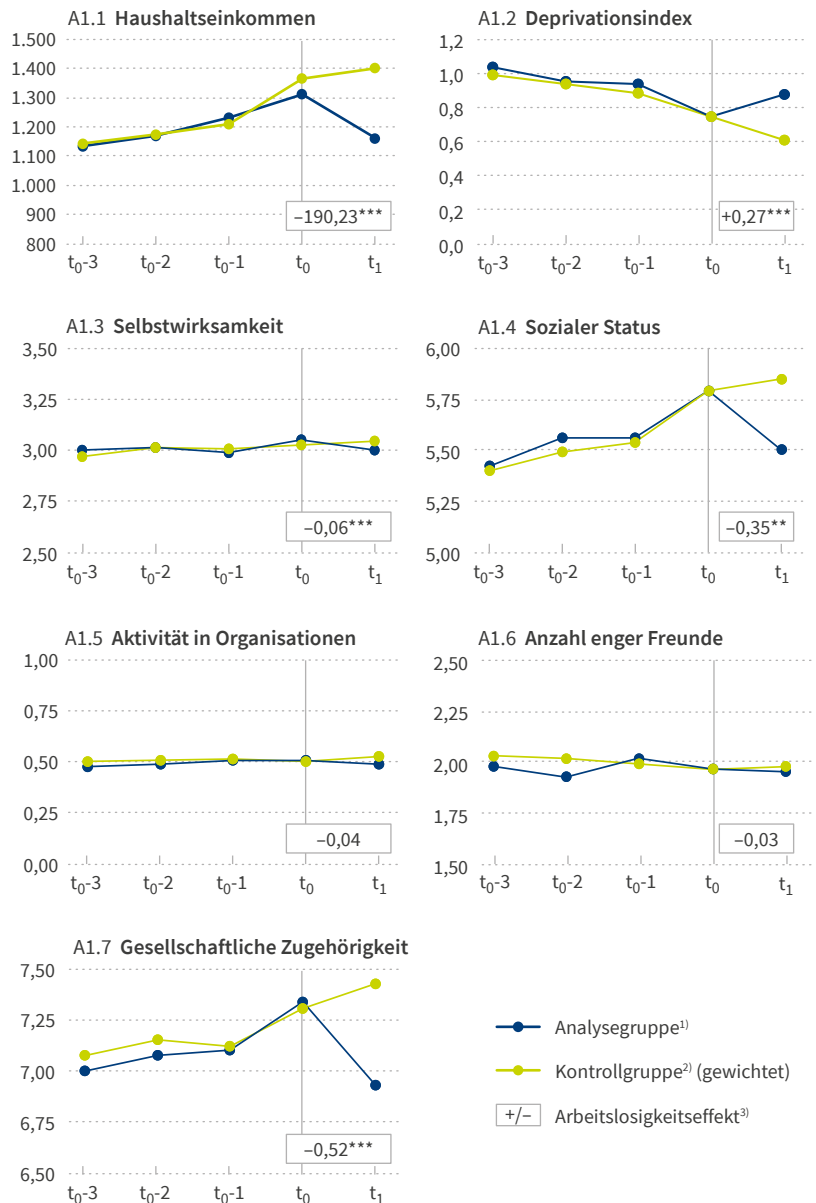 A1.1 Haushaltseinkommen
1.500
1.400
1.300
1.200
1.100
1.000
900
800
–190,23***
t0-3 t0-2 t0-1 t0 t1
A1.2 Deprivationsindex
1,2
1,0
0,8
0,6
0,4
0,2
0,0
+0,27***
t0-3 t0-2 t0-1 t0 t1
A1.3 Selbstwirksamkeit
3,50
3,25
3,00
2,75
2,50
–0,06***
t0-3 t0-2 t0-1 t0 t1
A1.4 Sozialer Status
6,00
5,75
5,50
5,25
5,00
–0,35**
t0-3 t0-2 t0-1 t0 t1
A1.5 Aktivität in Organisationen
1,00
0,75
0,50
0,25
0,00
–0,04
t0-3 t0-2 t0-1 t0 t1
A1.6 Anzahl enger Freunde
2,50
2,25
2,00
1,75
1,50
–0,03
t0-3 t0-2 t0-1 t0 t1
A1.7 Gesellschaftliche Zugehörigkeit
7,50
7,25
7,00
6,75
6,50
–0,52***
t0-3 t0-2 t0-1 t0 t1
Analysegruppe1)
Kontrollgruppe2) (gewichtet)
+/– Arbeitslosigkeitseffekt3)